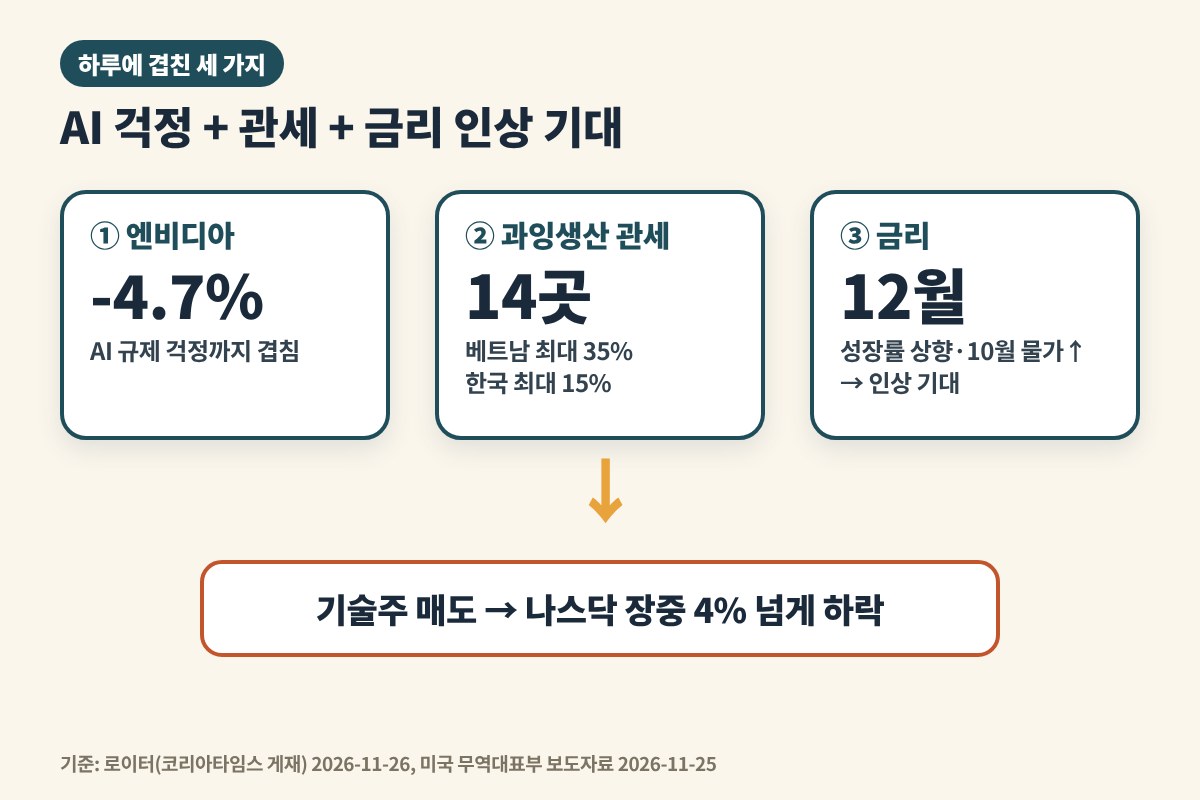 하루에 겹친 세 가지
AI 걱정 + 관세 + 금리 인상 기대
① 엔비디아
-4.7%
AI 규제 걱정까지 겹침
② 과잉생산 관세
14곳
베트남 최대 35%
한국 최대 15%
③ 금리
12월
성장률 상향·10월 물가↑
→ 인상 기대
↓
기술주 매도 → 나스닥 장중 4% 넘게 하락
기준: 로이터(코리아타임스 게재) 2026-11-26, 미국 무역대표부 보도자료 2026-11-25